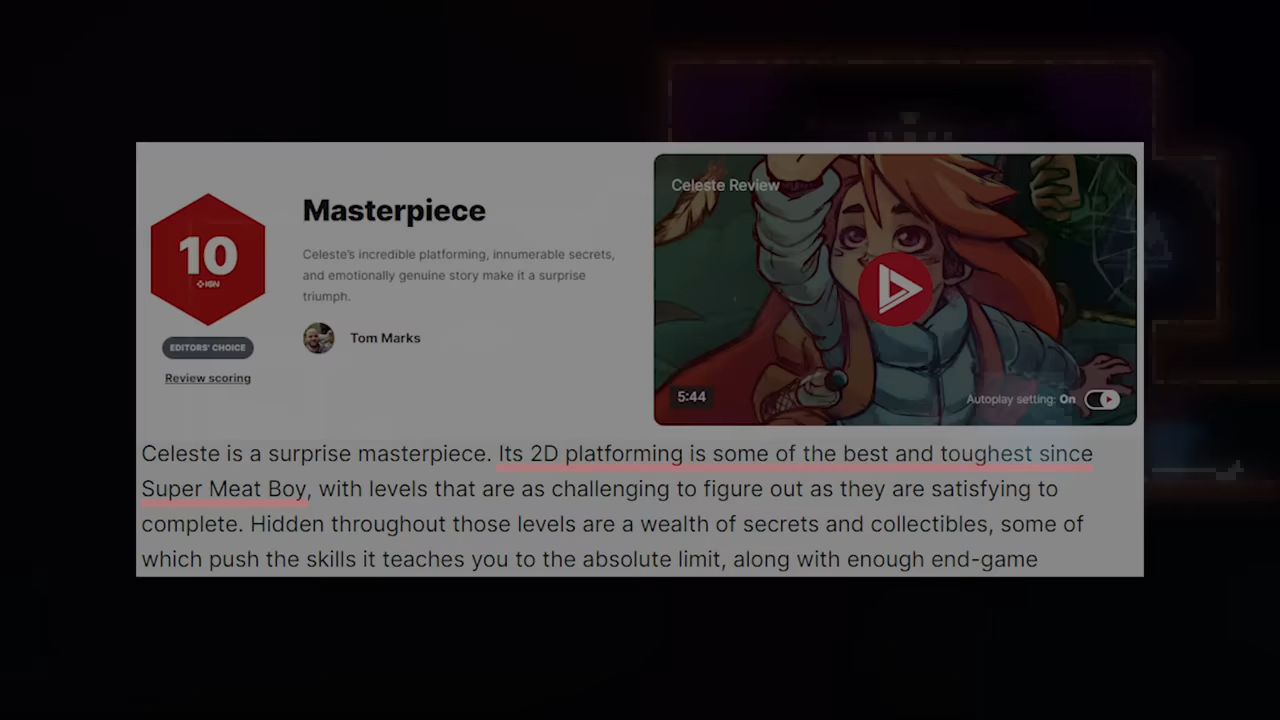 10
IGN
EDITORS' CHOICE
Review scoring
Masterpiece
Celeste's incredible platforming, innumerable secrets,
and emotionally genuine story make it a surprise
triumph.
Tom Marks
Celeste Review
5:44
Autoplay setting: On
Celeste is a surprise masterpiece. Its 2D platforming is some of the best and toughest since
Super Meat Boy, with levels that are as challenging to figure out as they are satisfying to
complete. Hidden throughout those levels are a wealth of secrets and collectibles, some of
which push the skills it teaches you to the absolute limit, along with enough end-game